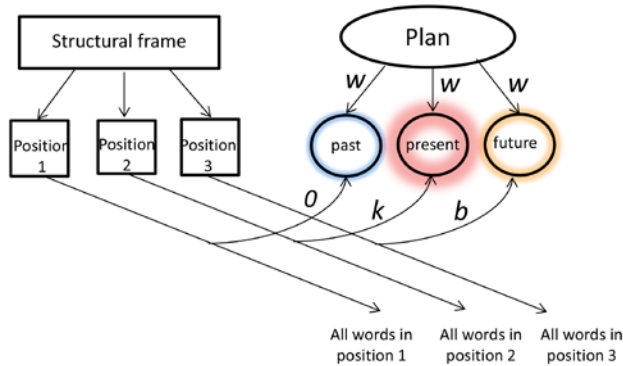 Structural frame
Plan
w
w
w
Position
1
Position
2
Position
3
past
present
future
0
k
b
All words in
position 1
All words in
position 2
All words in
position 3